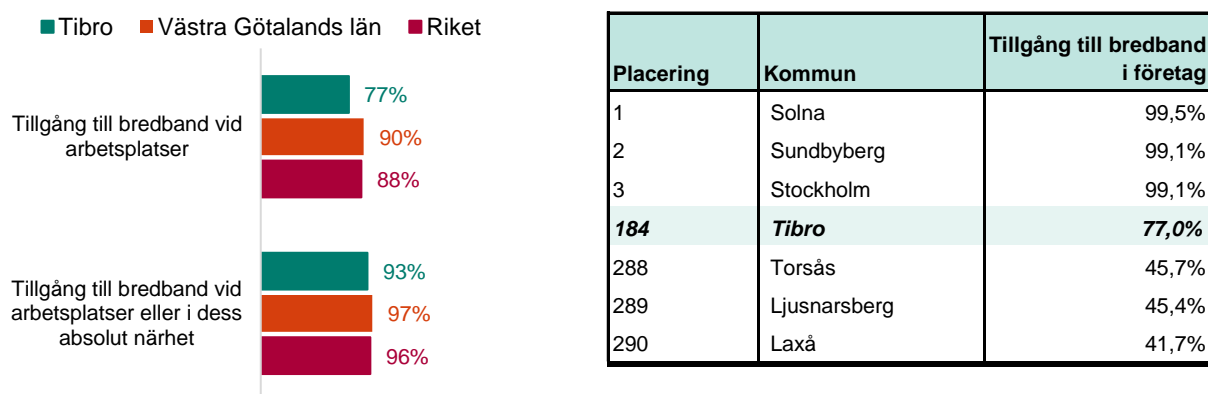 Tibro Västra Götalands län Riket
Tillgång till bredband vid
arbetsplatser
77%
90%
88%
Tillgång till bredband vid
arbetsplatser eller i dess
absolut närhet
93%
97%
96%
Placering Kommun Tillgång till bredband
i företag
1 Solna 99,5%
2 Sundbyberg 99,1%
3 Stockholm 99,1%
184 Tibro 77,0%
288 Torsås 45,7%
289 Ljusnarsberg 45,4%
290 Laxå 41,7%